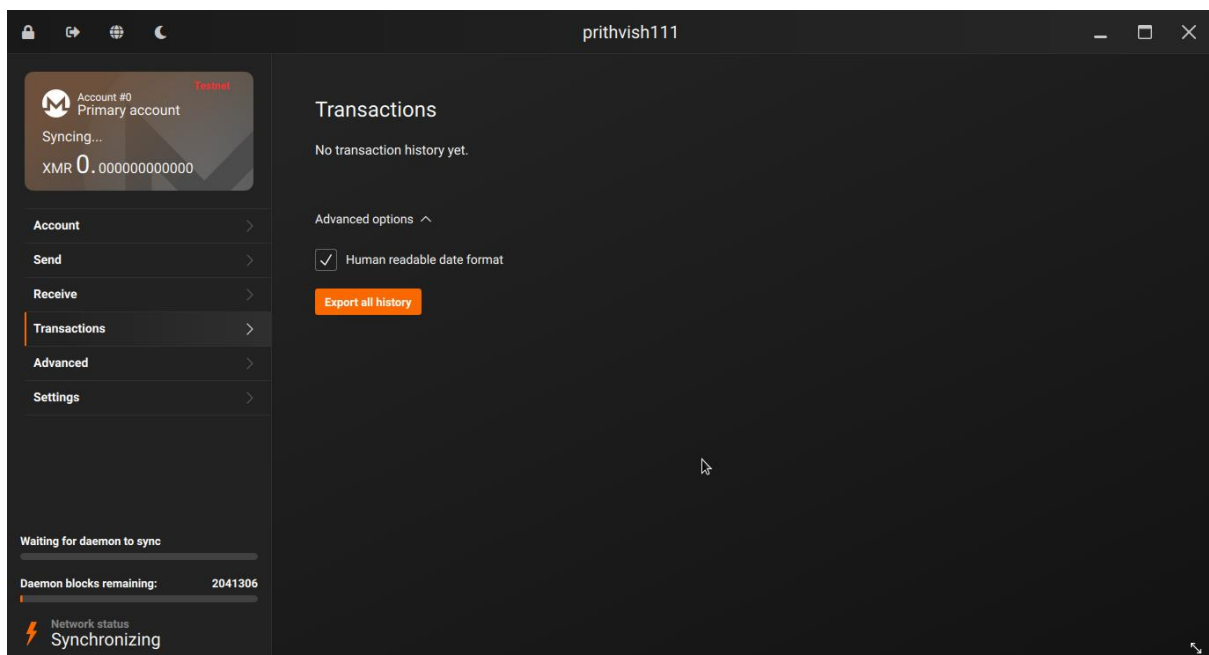 prithvish111
Testnet
Account #0
Primary account
Syncing...
XMR 0.000000000000
Account
Send
Receive
Transactions
Advanced
Settings
Waiting for daemon to sync
Daemon blocks remaining: 2041306
Network status
Synchronizing
Transactions
No transaction history yet.
Advanced options
Human readable date format
Export all history